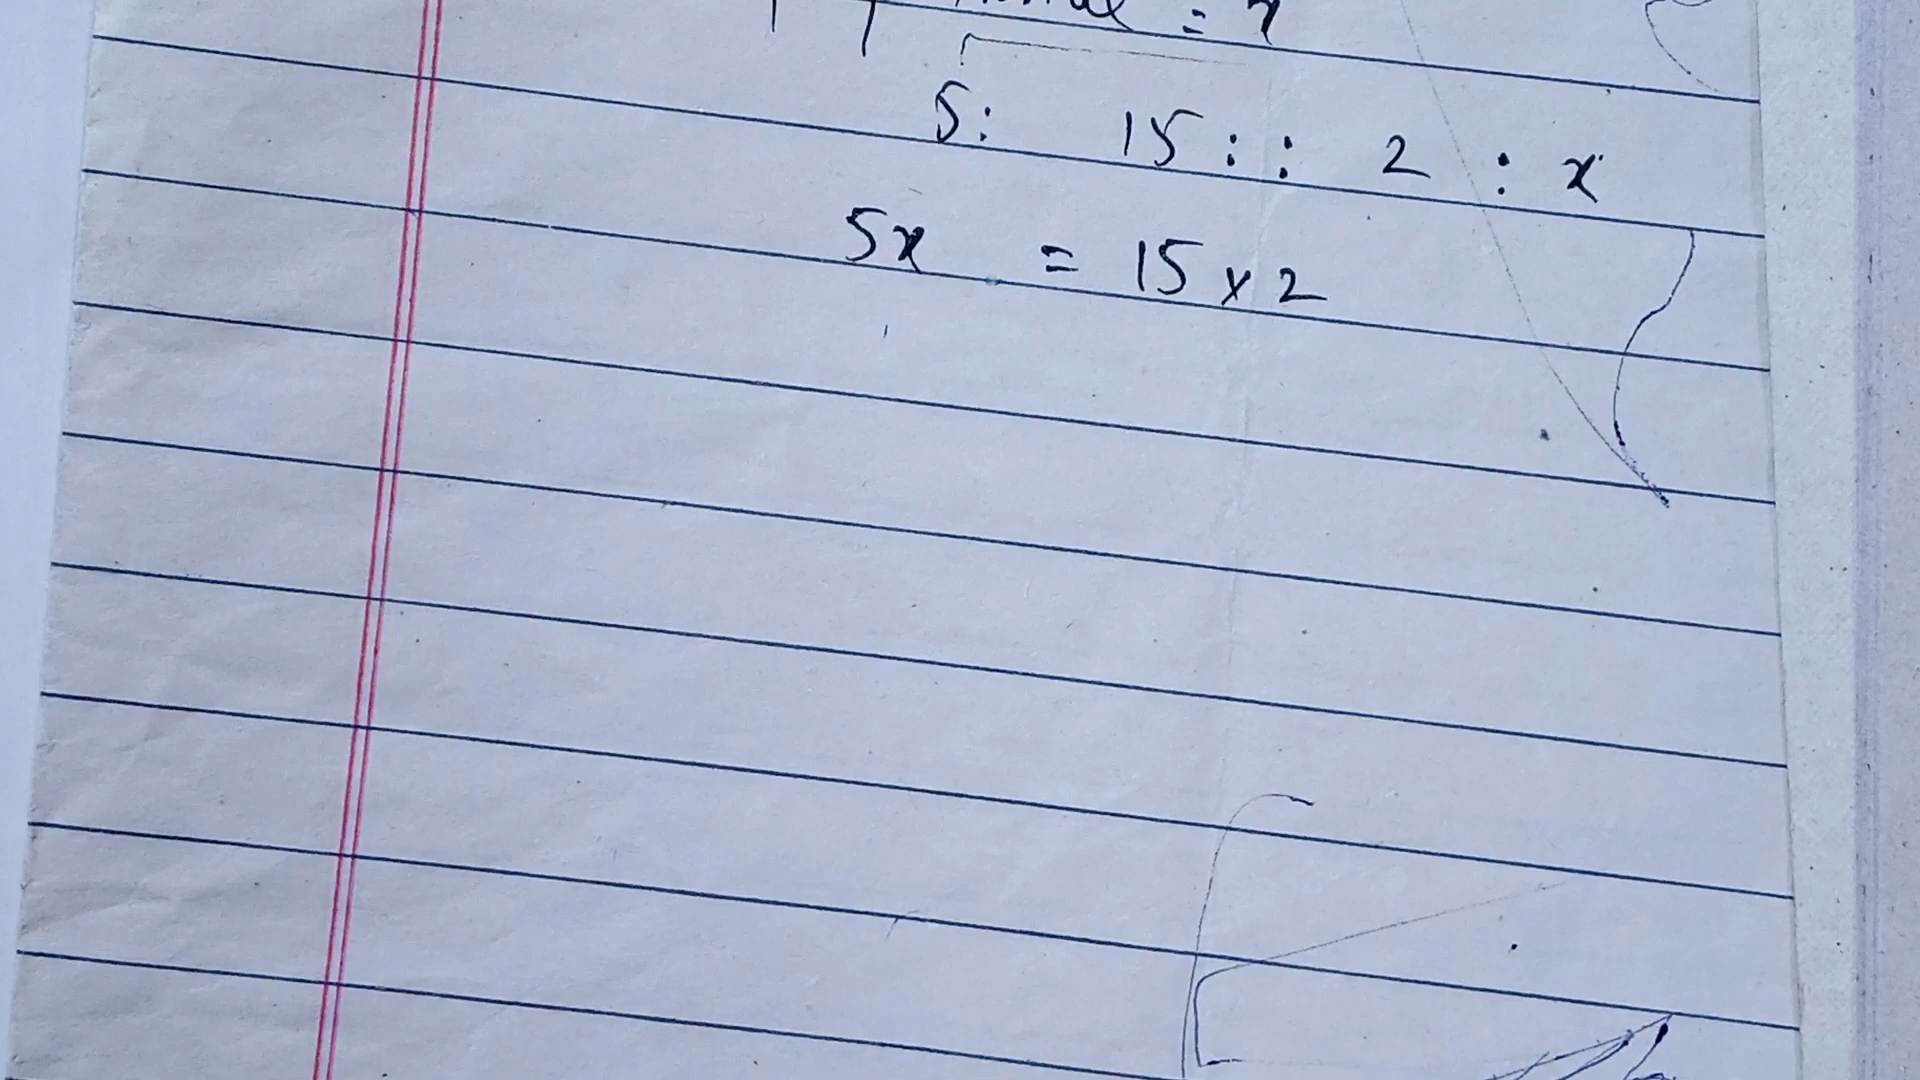 = x
5: 15 :: 2 : x
5x = 15 x 2